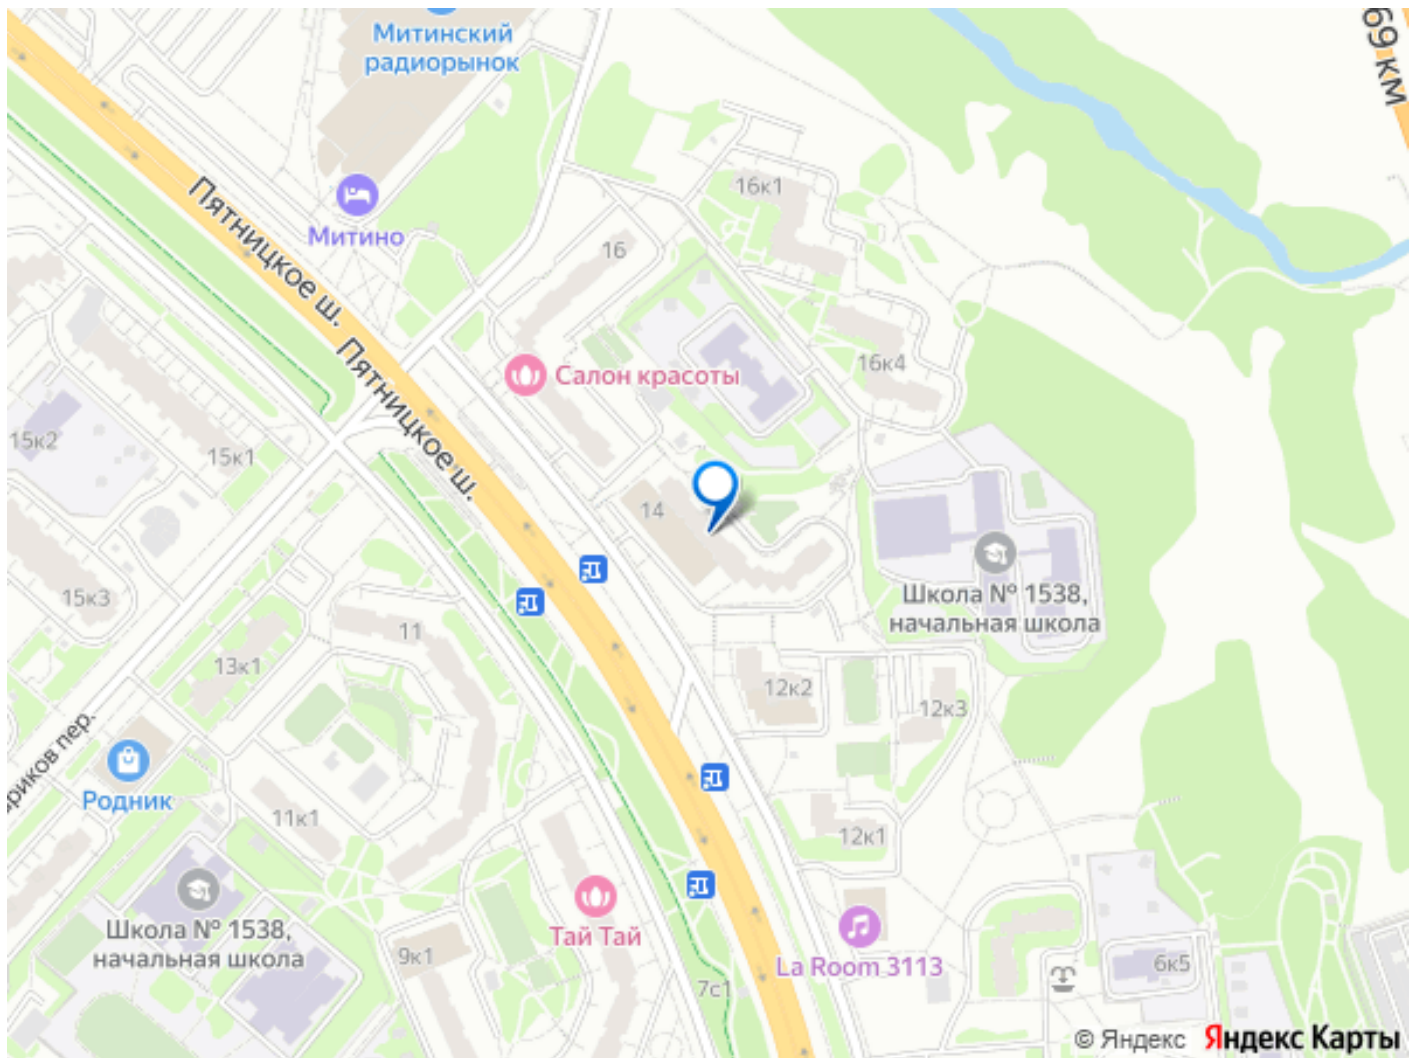 69 км
Митинский
радиорынок
16к1
Пятницкое ш.
Митино
16
Пятницкое ш.
16к4
Салон красоты
15к2
15к1
14
Школа № 1538,
начальная школа
15к3
11
13к1
12к2
12к3
Родник
11к1
12к1
Школа № 1538,
начальная школа
Тай Тай
9к1
La Room 3113
6к5
7с1
© Яндекс Яндекс Карты